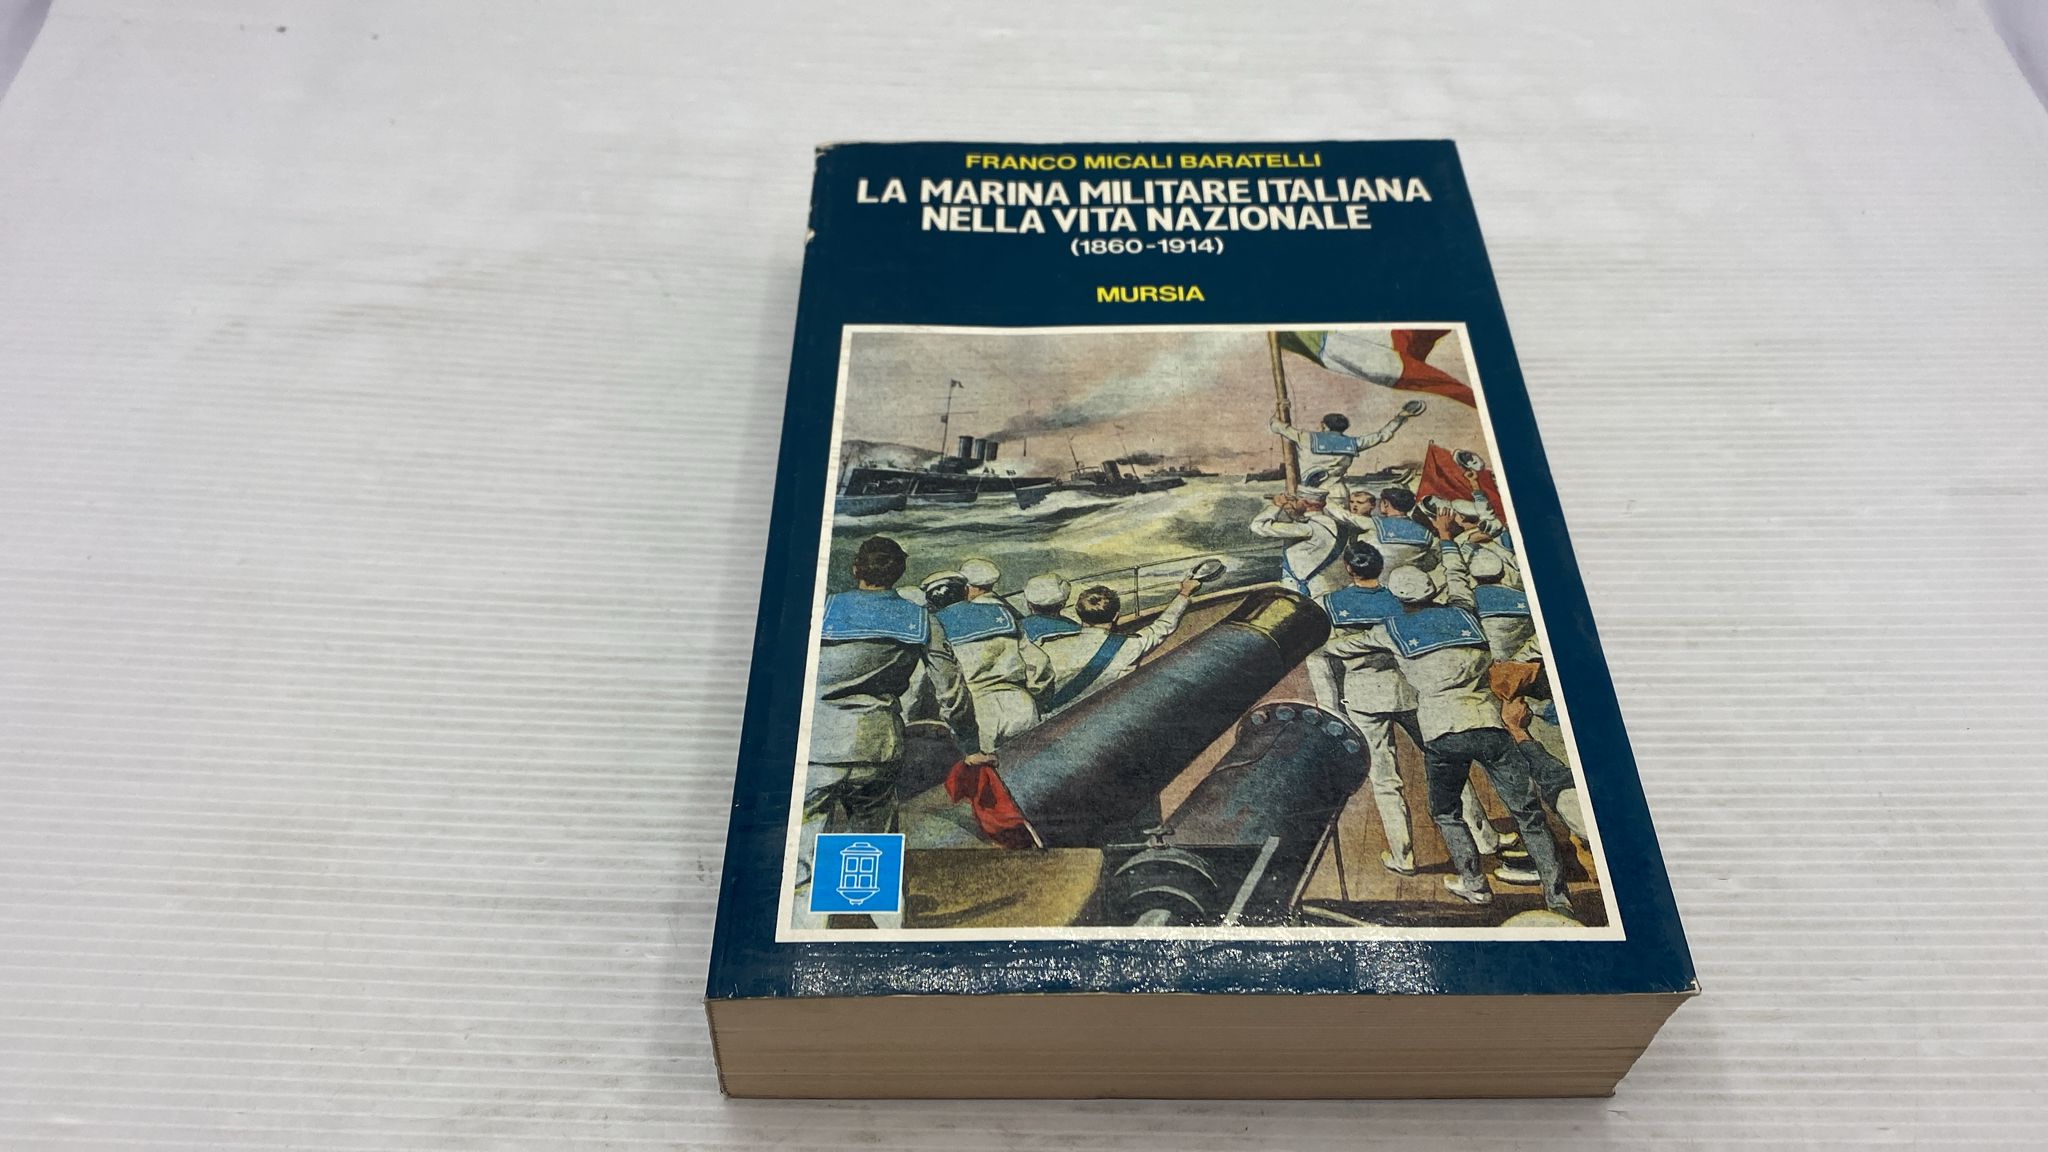 FRANCO MICALI BARATELLI
LA MARINA MILITARE ITALIANA
NELLA VITA NAZIONALE
(1860-1914)
MURSIA